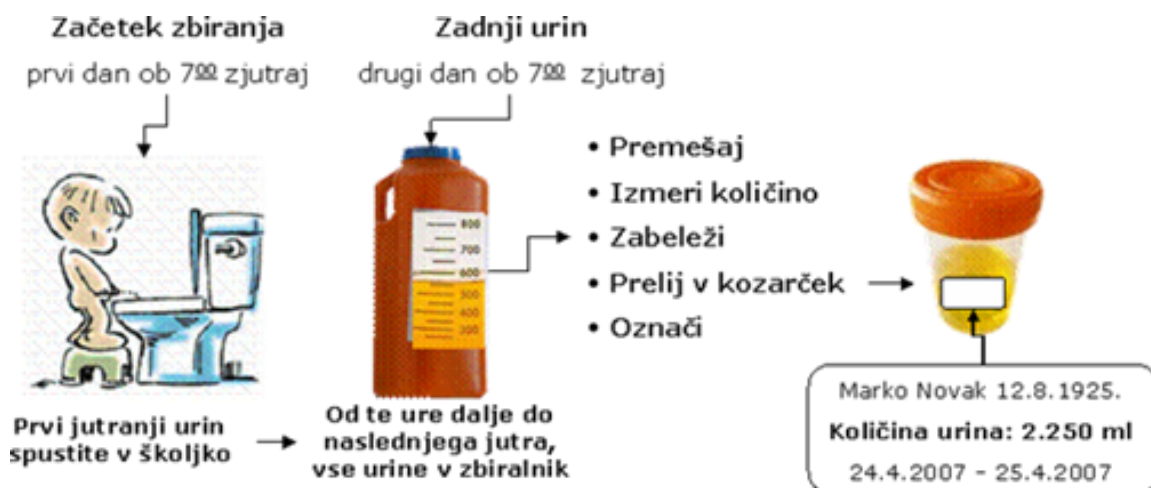 Začetek zbiranja
prvi dan ob 7⁰⁰ zjutraj
Prvi jutranji urin
spustite v školjko
Zadnji urin
drugi dan ob 7⁰⁰ zjutraj
800
700
600
500
400
300
Od te ure dalje do
naslednjega jutra,
vse urine v zbiralnik
• Premešaj
• Izmeri količino
• Zabeleži
• Prelij v kozarček
• Označi
Marko Novak 12.8.1925.
Količina urina: 2.250 ml
24.4.2007 – 25.4.2007